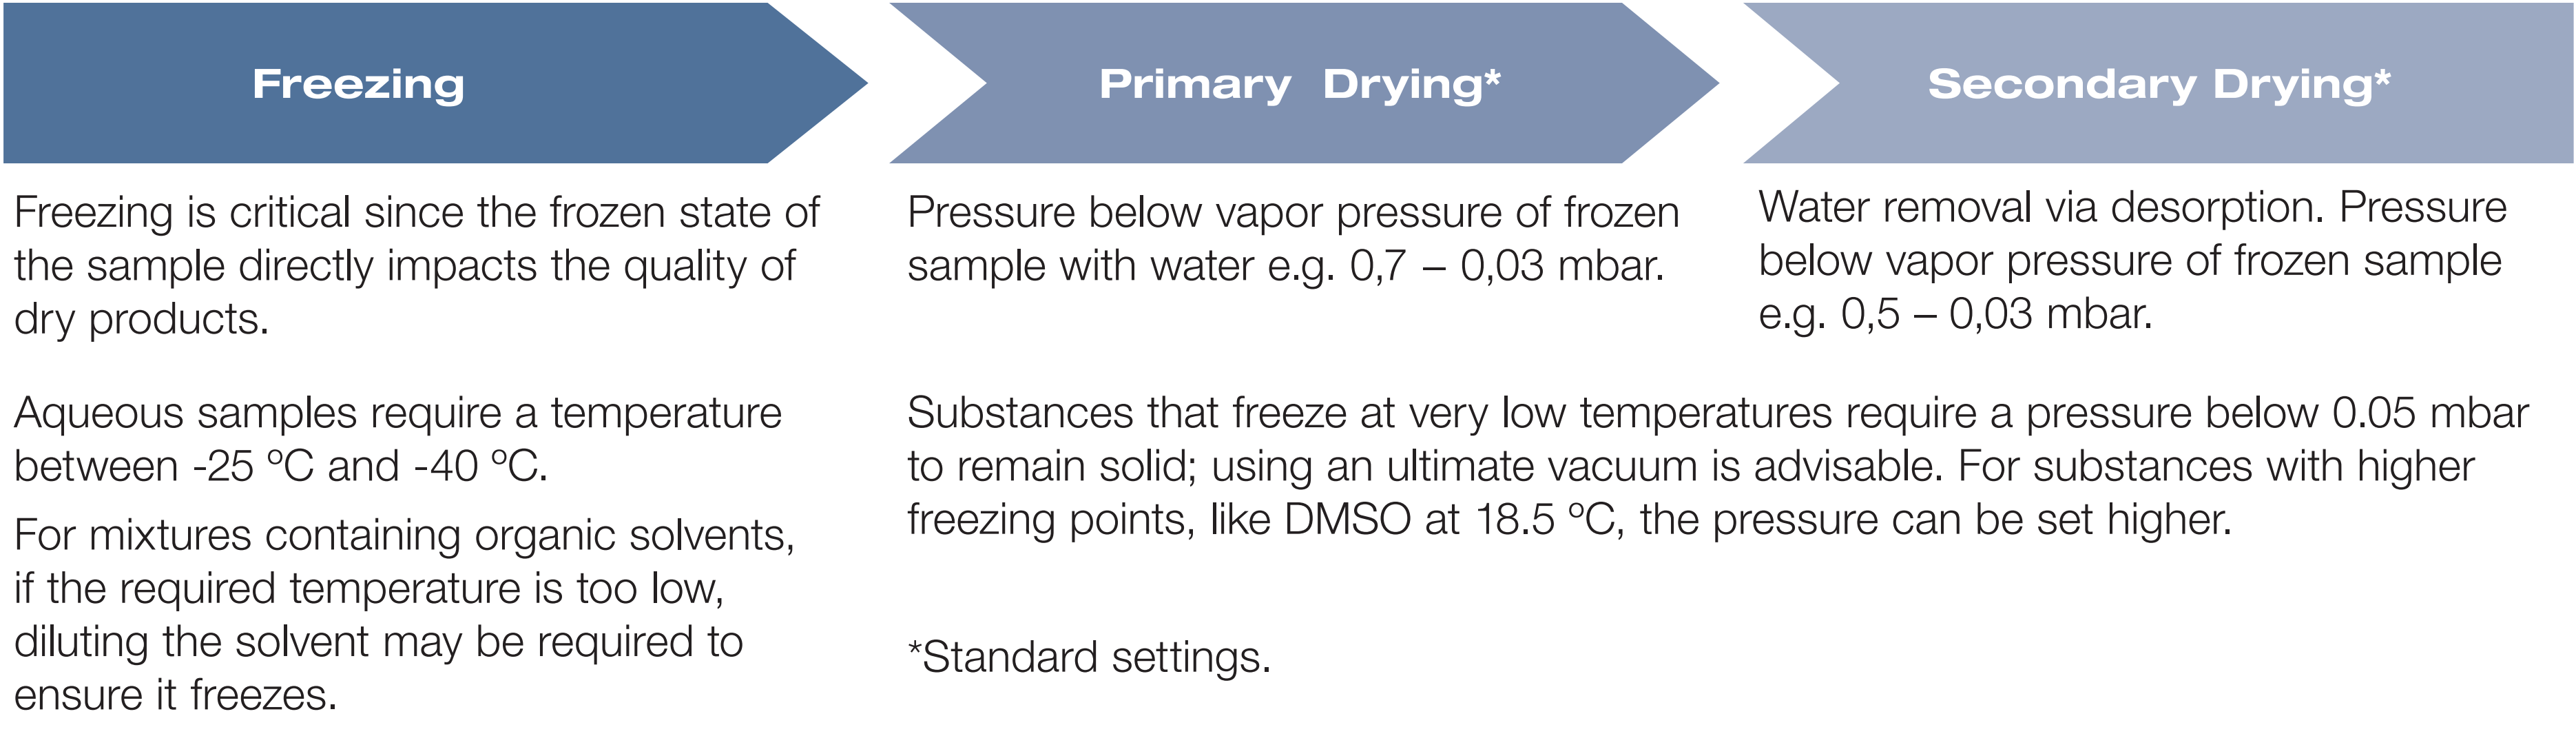 Freezing
Primary Drying*
Secondary Drying*
Freezing is critical since the frozen state of
the sample directly impacts the quality of
dry products.
Aqueous samples require a temperature
between -25 ºC and -40 ºC.
For mixtures containing organic solvents,
if the required temperature is too low,
diluting the solvent may be required to
ensure it freezes.
Pressure below vapor pressure of frozen
sample with water e.g. 0,7 – 0,03 mbar.
Water removal via desorption. Pressure
below vapor pressure of frozen sample
e.g. 0,5 – 0,03 mbar.
Substances that freeze at very low temperatures require a pressure below 0.05 mbar
to remain solid; using an ultimate vacuum is advisable. For substances with higher
freezing points, like DMSO at 18.5 ºC, the pressure can be set higher.
*Standard settings.